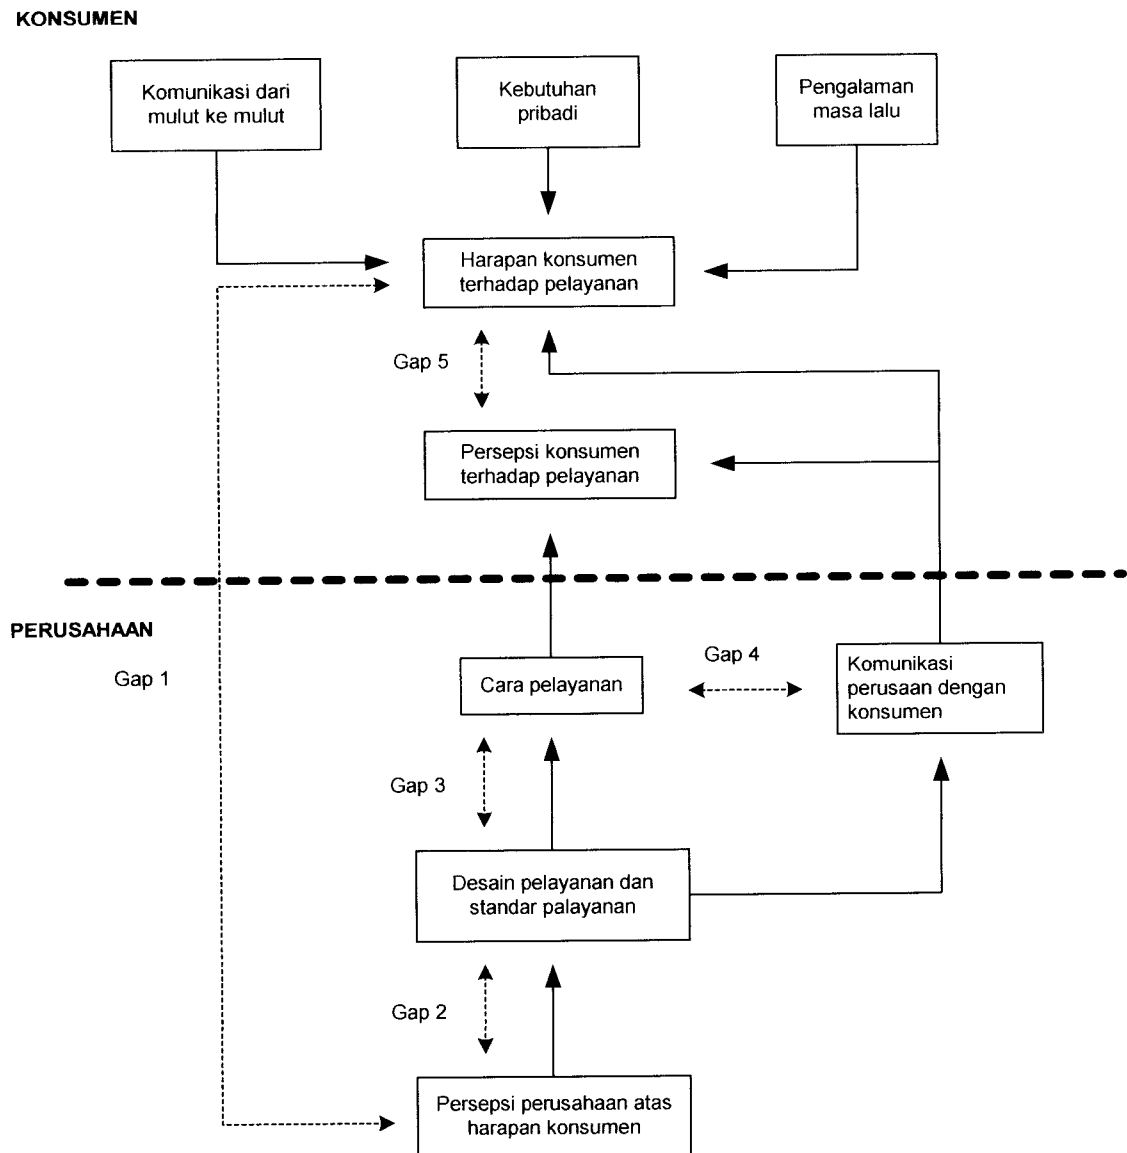 KONSUMEN
Komunikasi dari
mulut ke mulut
Kebutuhan
pribadi
Pengalaman
masa lalu
Harapan konsumen
terhadap pelayanan
Gap 5
Persepsi konsumen
terhadap pelayanan
PERUSAHAAN
Gap 1
Cara pelayanan
Gap 4
Komunikasi
perusaan dengan
konsumen
Gap 3
Desain pelayanan dan
standar palayanan
Gap 2
Persepsi perusahaan atas
harapan konsumen